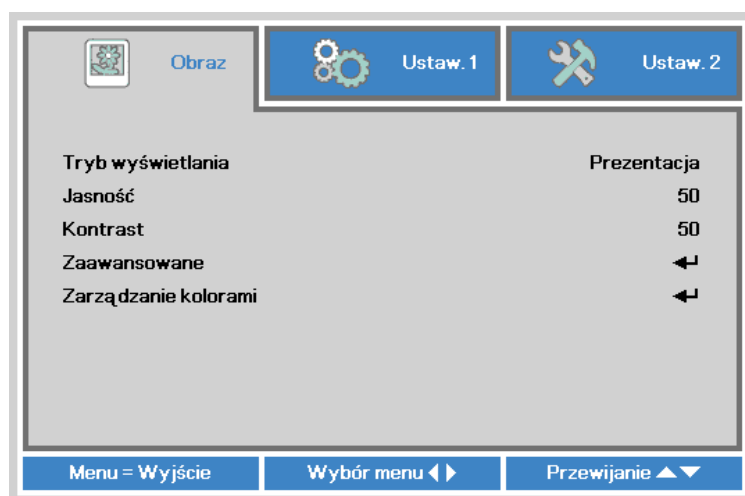 Obraz Ustaw. 1 Ustaw. 2
Tryb wyświetlania Prezentacja
Jasność 50
Kontrast 50
Zaawansowane
Zarządzanie kolorami
Menu = Wyjście Wybór menu Przewijanie